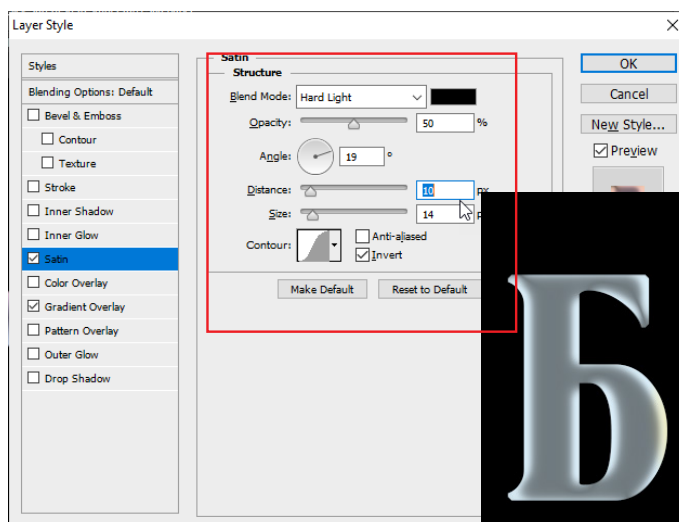 Layer Style
Styles
Blending Options: Default
Bevel & Emboss
Contour
Texture
Stroke
Inner Shadow
Inner Glow
Satin
Color Overlay
Gradient Overlay
Pattern Overlay
Outer Glow
Drop Shadow
Satin
Structure
Blend Mode: Hard Light
Opacity: 50 %
Angle: 19 °
Distance: 10 px
Size: 14
Contour: Anti-aliased
Invert
Make Default Reset to Default
OK
Cancel
New Style...
Preview
Б